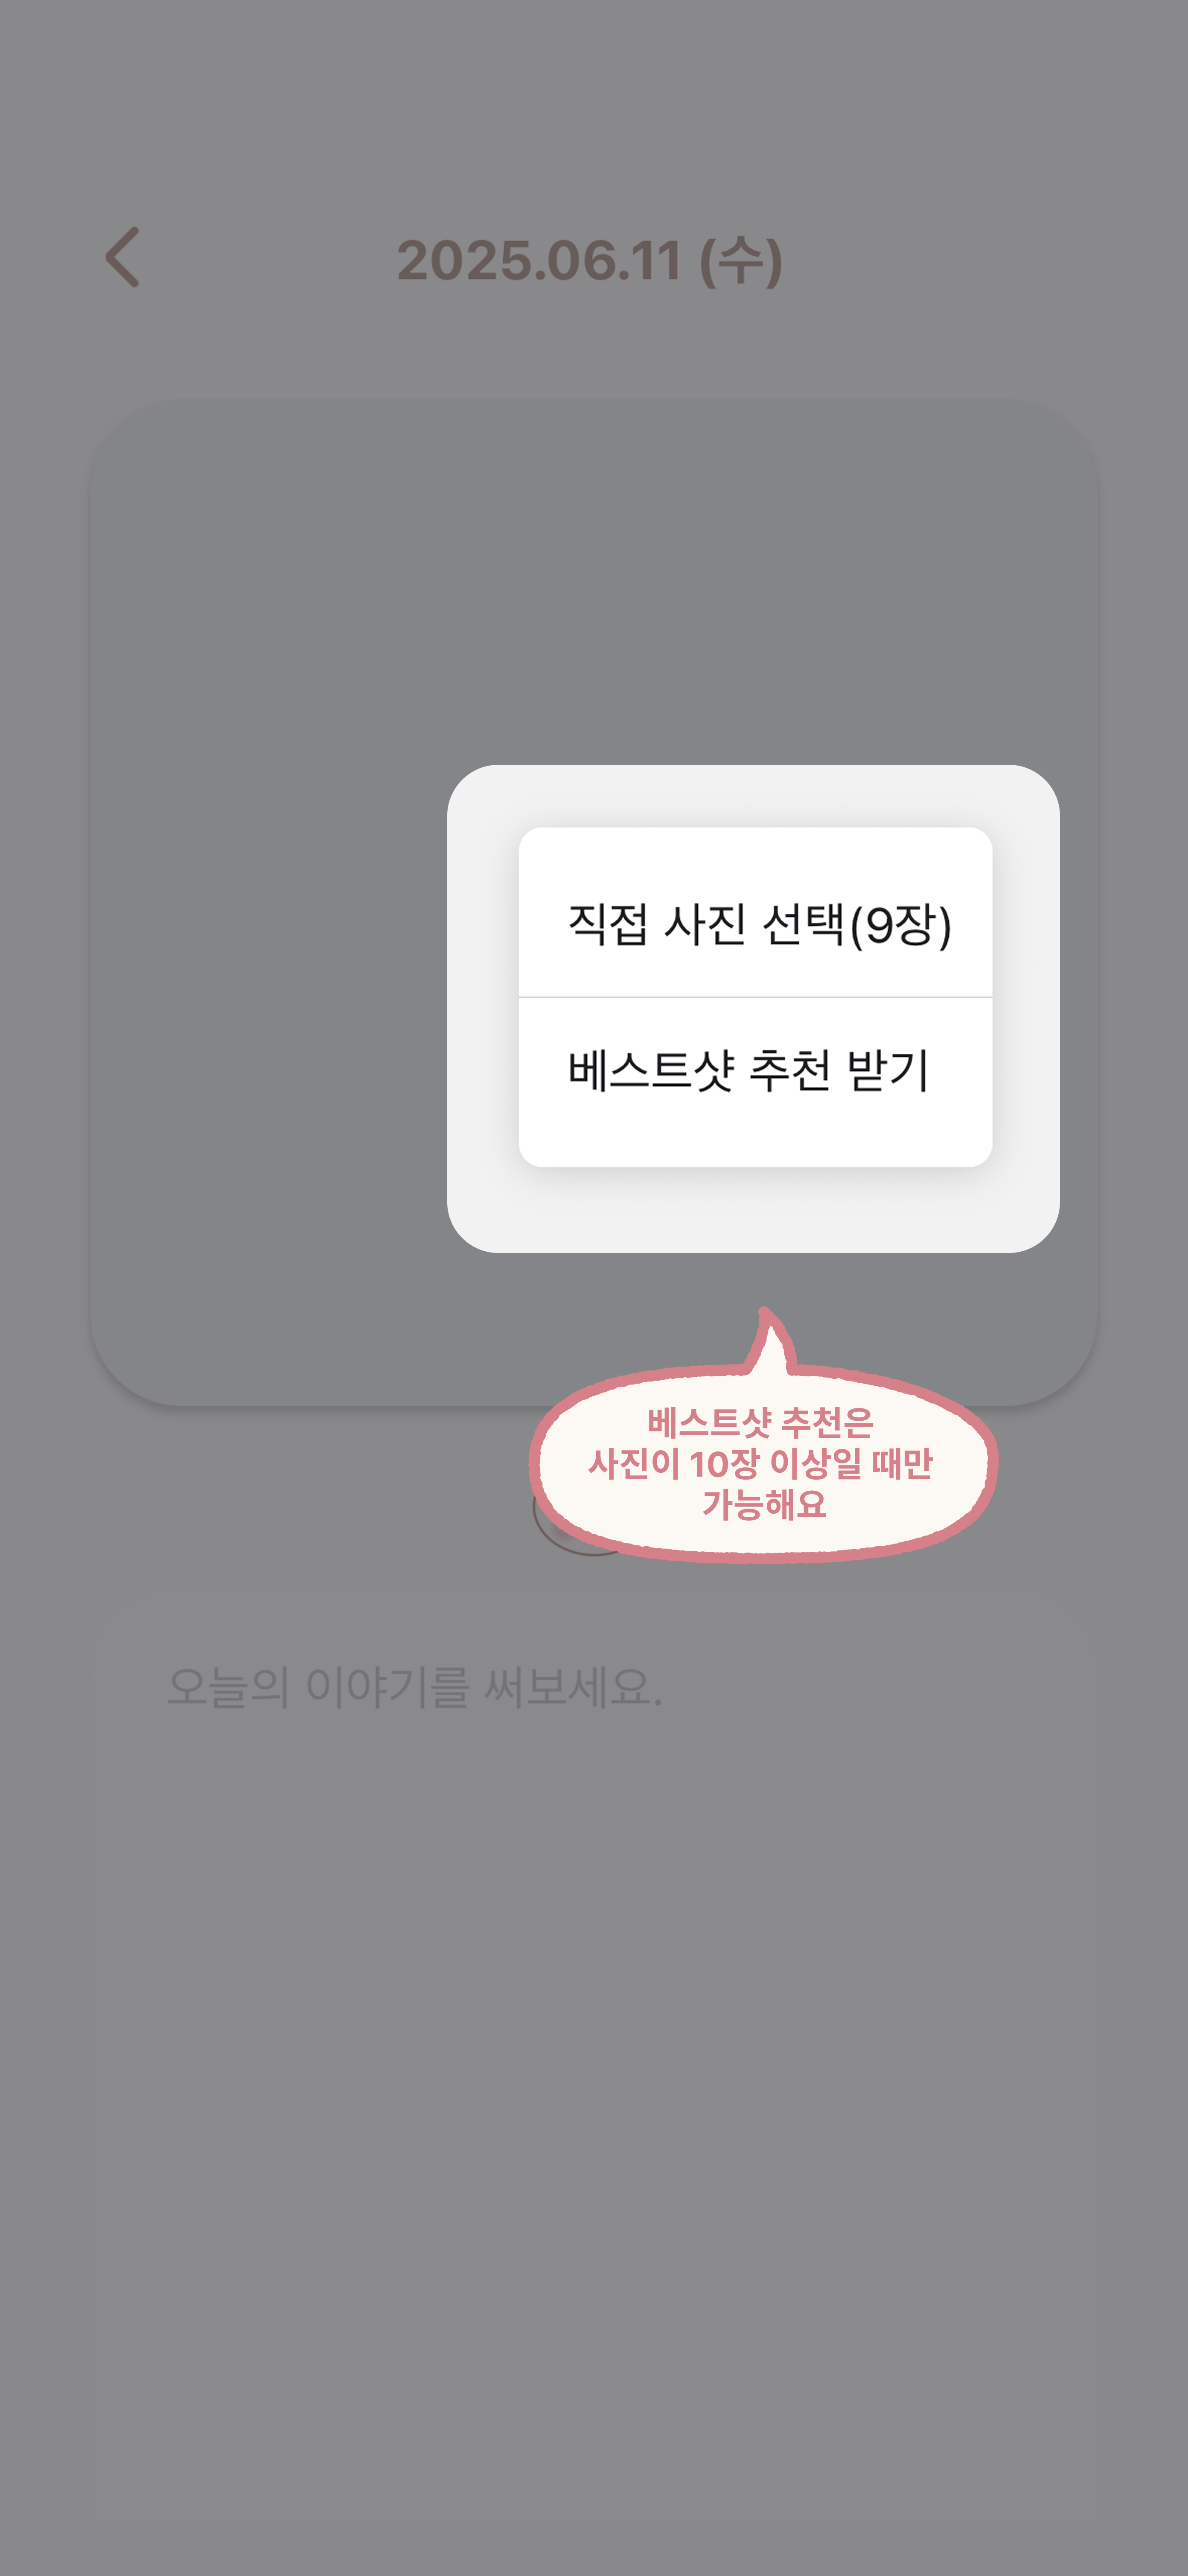 2025.06.11 (수)
직접 사진 선택(9장)
베스트샷 추천 받기
베스트샷 추천은
사진이 10장 이상일 때만
가능해요
오늘의 이야기를 써보세요.